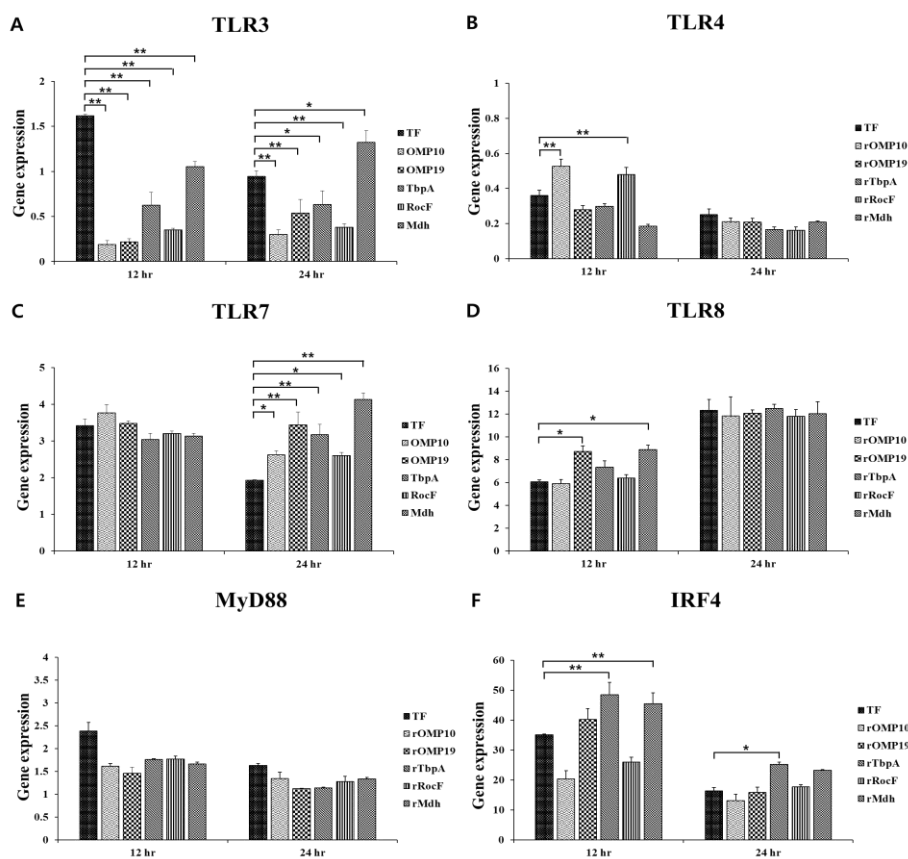 A
TLR3
**
**
**
**
**
*
**
*
**
**
Gene expression
2
1.5
1
0.5
0
12 hr
24 hr
TF
OMP10
OMP19
TbpA
RocF
Mdh
B
TLR4
**
**
Gene expression
1
0.8
0.6
0.4
0.2
0
12 hr
24 hr
TF
rOMP10
rOMP19
rTbpA
rRocF
rMdh
C
TLR7
**
*
**
**
*
Gene expression
5
4
3
2
1
0
12 hr
24 hr
TF
OMP10
OMP19
TbpA
RocF
Mdh
D
TLR8
*
*
Gene expression
16
14
12
10
8
6
4
2
0
12 hr
24 hr
TF
rOMP10
rOMP19
rTbpA
rRocF
rMdh
E
MyD88
Gene expression
4
3.5
3
2.5
2
1.5
1
0.5
0
12 hr
24 hr
TF
rOMP10
rOMP19
rTbpA
rRocF
rMdh
F
IRF4
**
**
*
Gene expression
60
50
40
30
20
10
0
12 hr
24 hr
TF
rOMP10
rOMP19
rTbpA
rRocF
rMdh